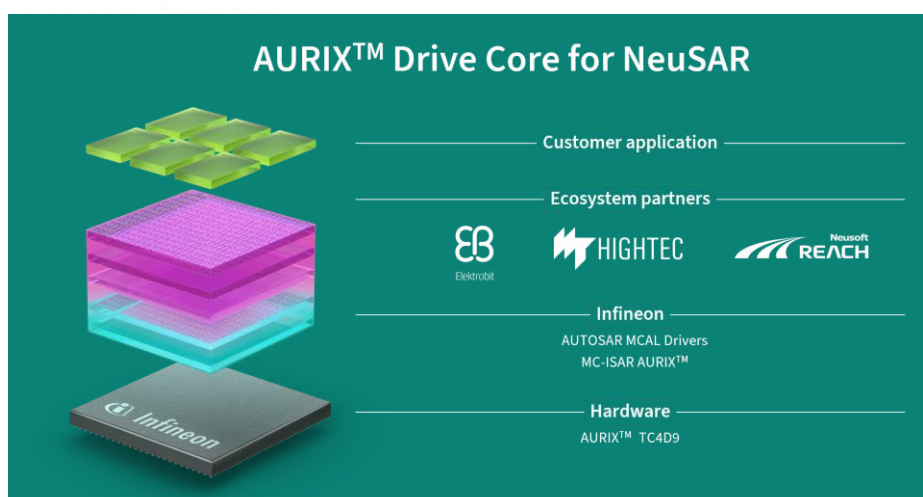 AURIX™ Drive Core for NeuSAR
Customer application
Ecosystem partners
EB
Elektrobit
HIGHTEC
Neusoft
REACH
Infineon
AUTOSAR MCAL Drivers
MC-ISAR AURIX™
Infineon
Hardware
AURIX™ TC4D9